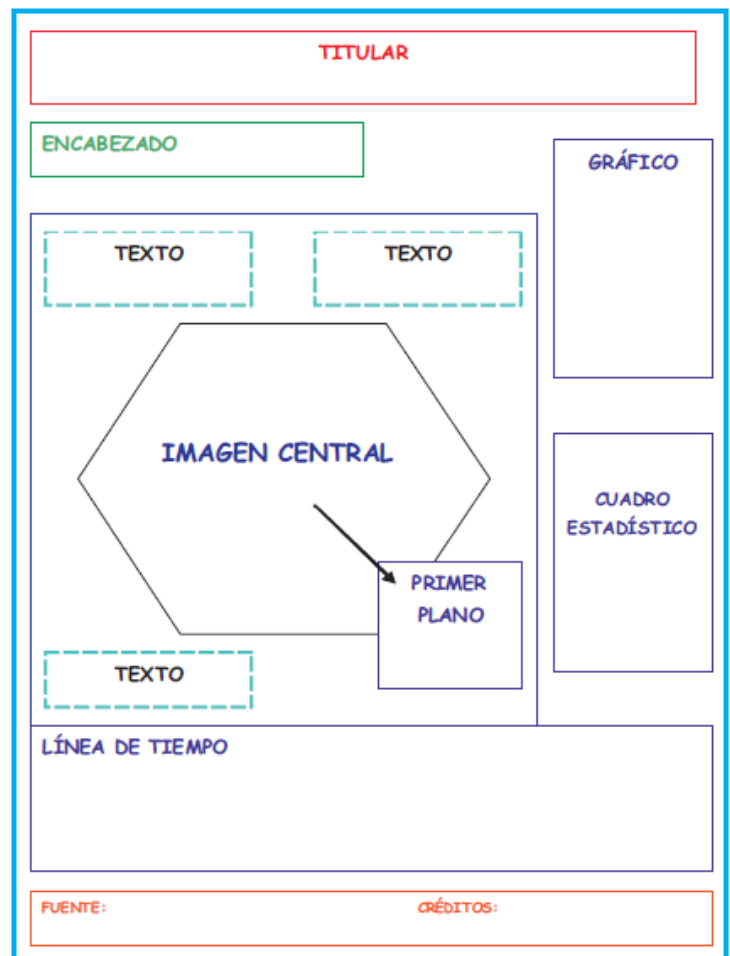 TITULAR
ENCABEZADO
GRÁFICO
TEXTO
TEXTO
IMAGEN CENTRAL
CUADRO
ESTADÍSTICO
PRIMER
PLANO
TEXTO
LÍNEA DE TIEMPO
FUENTE:
CRÉDITOS: